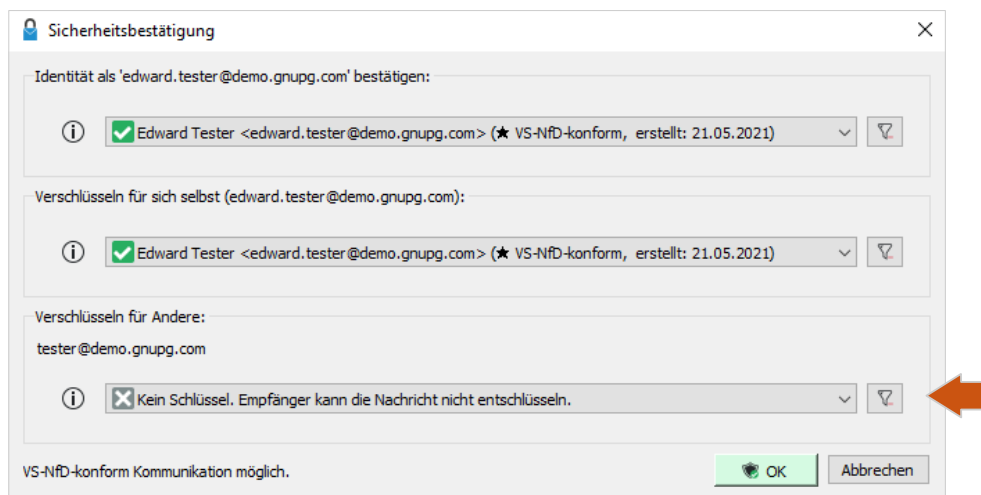 Sicherheitsbestätigung
Identität als 'edward.tester@demo.gnupg.com' bestätigen:
Edward Tester <edward.tester@demo.gnupg.com> (★ VS-NfD-konform, erstellt: 21.05.2021)
Verschlüsseln für sich selbst (edward.tester@demo.gnupg.com):
Edward Tester <edward.tester@demo.gnupg.com> (★ VS-NfD-konform, erstellt: 21.05.2021)
Verschlüsseln für Andere:
tester@demo.gnupg.com
Kein Schlüssel. Empfänger kann die Nachricht nicht entschlüsseln.
VS-NfD-konform Kommunikation möglich. OK Abbrechen